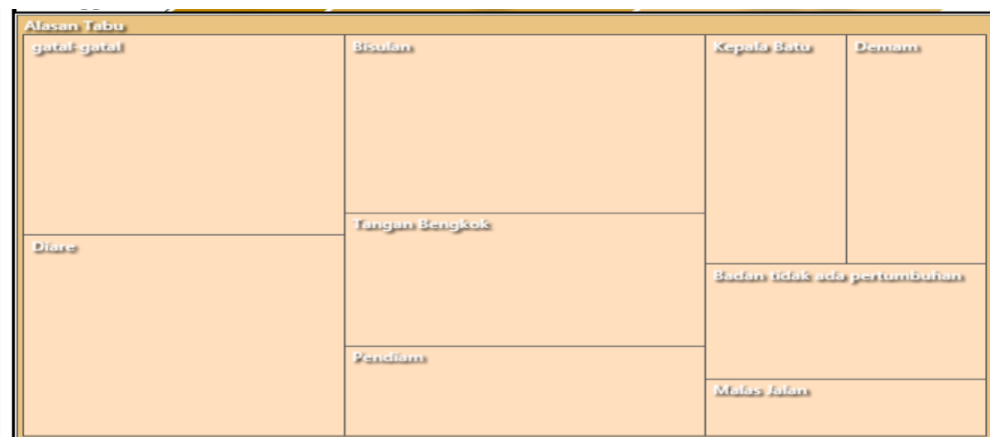 Alasan Tabu
gatal-gatal
Bisulan
Kepala Batu
Demam
Tangan Bengkok
Diare
Badan tidak ada pertumbuhan
Pendiam
Malas Jalan